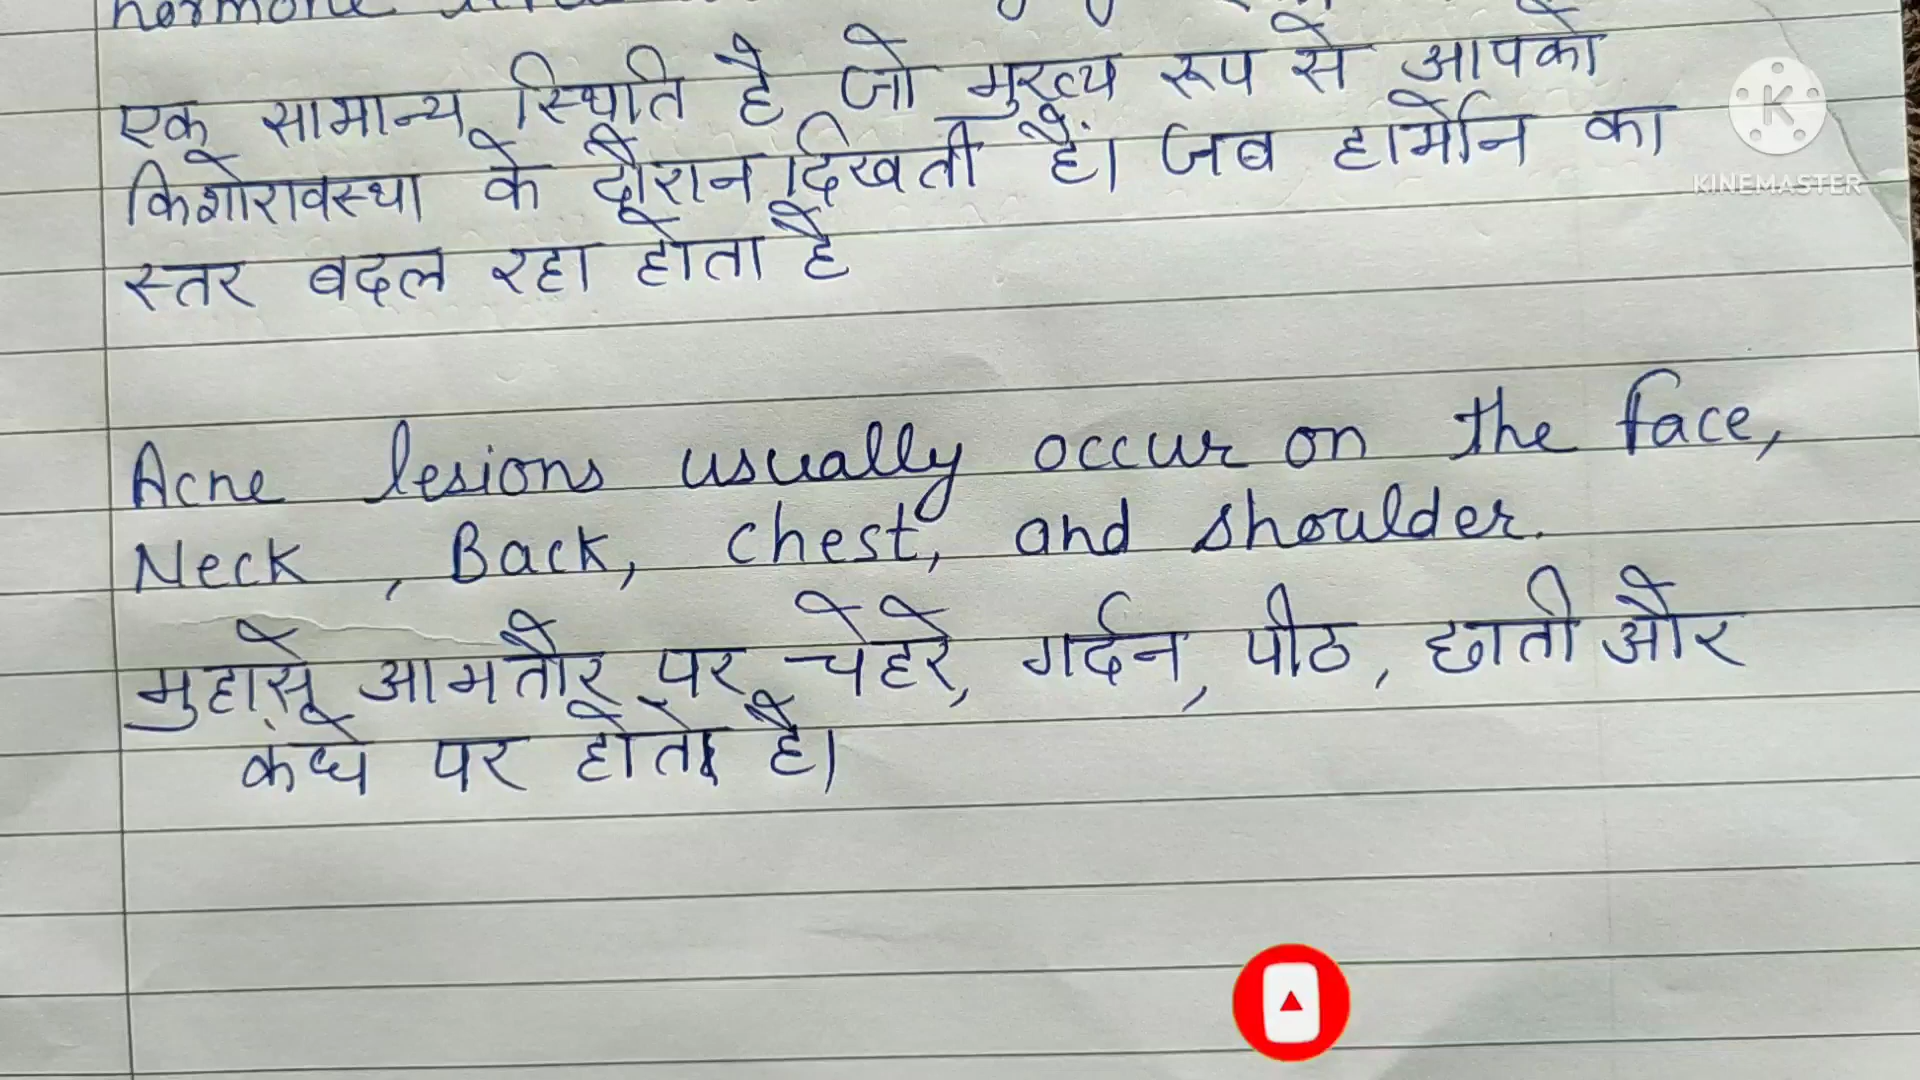 hormone
एक सामान्य स्थिति है जो मुख्य रूप से आपको
किशोरावस्था के दौरान दिखती हैं। जब हार्मोन का
स्तर बदल रहा होता है
Acne lesions usually occur on the face,
Neck, Back, chest, and shoulder.
मुहासे आमतौर पर चेहरे, गर्दन, पीठ, छाती और
कंधे पर होते है।
KINEMASTER